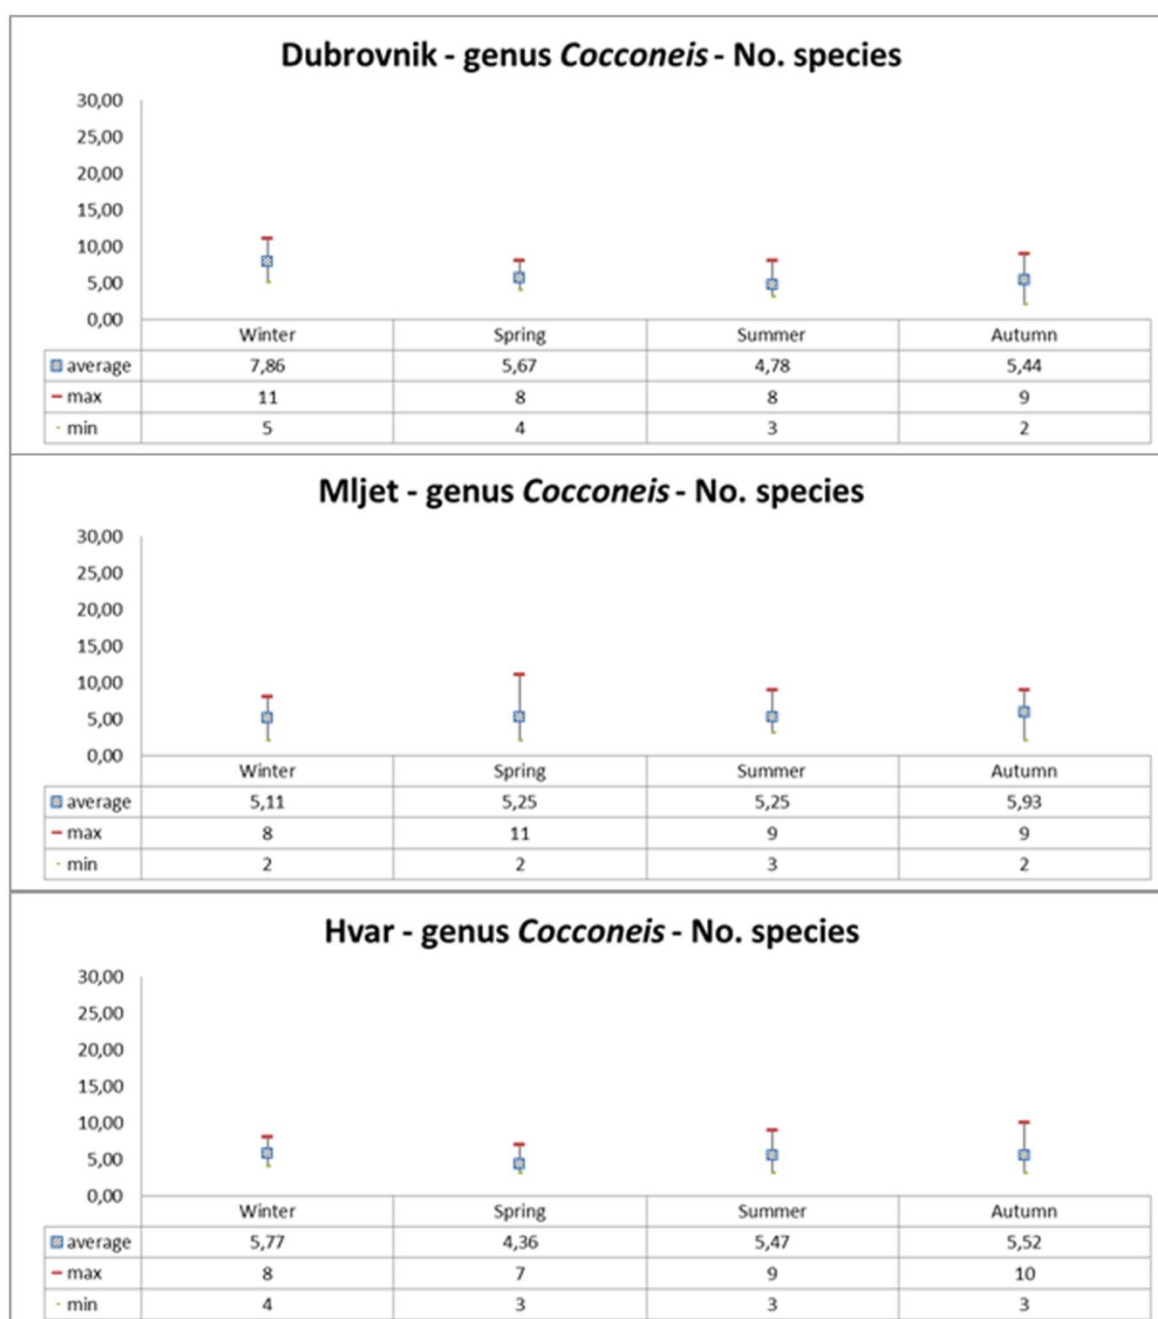 Dubrovnik - genus Cocconeis - No. species
30,00
25,00
20,00
15,00
10,00
5,00
0,00
Winter Spring Summer Autumn
average 7,86 5,67 4,78 5,44
max 11 8 8 9
min 5 4 3 2
Mljet - genus Cocconeis - No. species
30,00
25,00
20,00
15,00
10,00
5,00
0,00
Winter Spring Summer Autumn
average 5,11 5,25 5,25 5,93
max 8 11 9 9
min 2 2 3 2
Hvar - genus Cocconeis - No. species
30,00
25,00
20,00
15,00
10,00
5,00
0,00
Winter Spring Summer Autumn
average 5,77 4,36 5,47 5,52
max 8 7 9 10
min 4 3 3 3